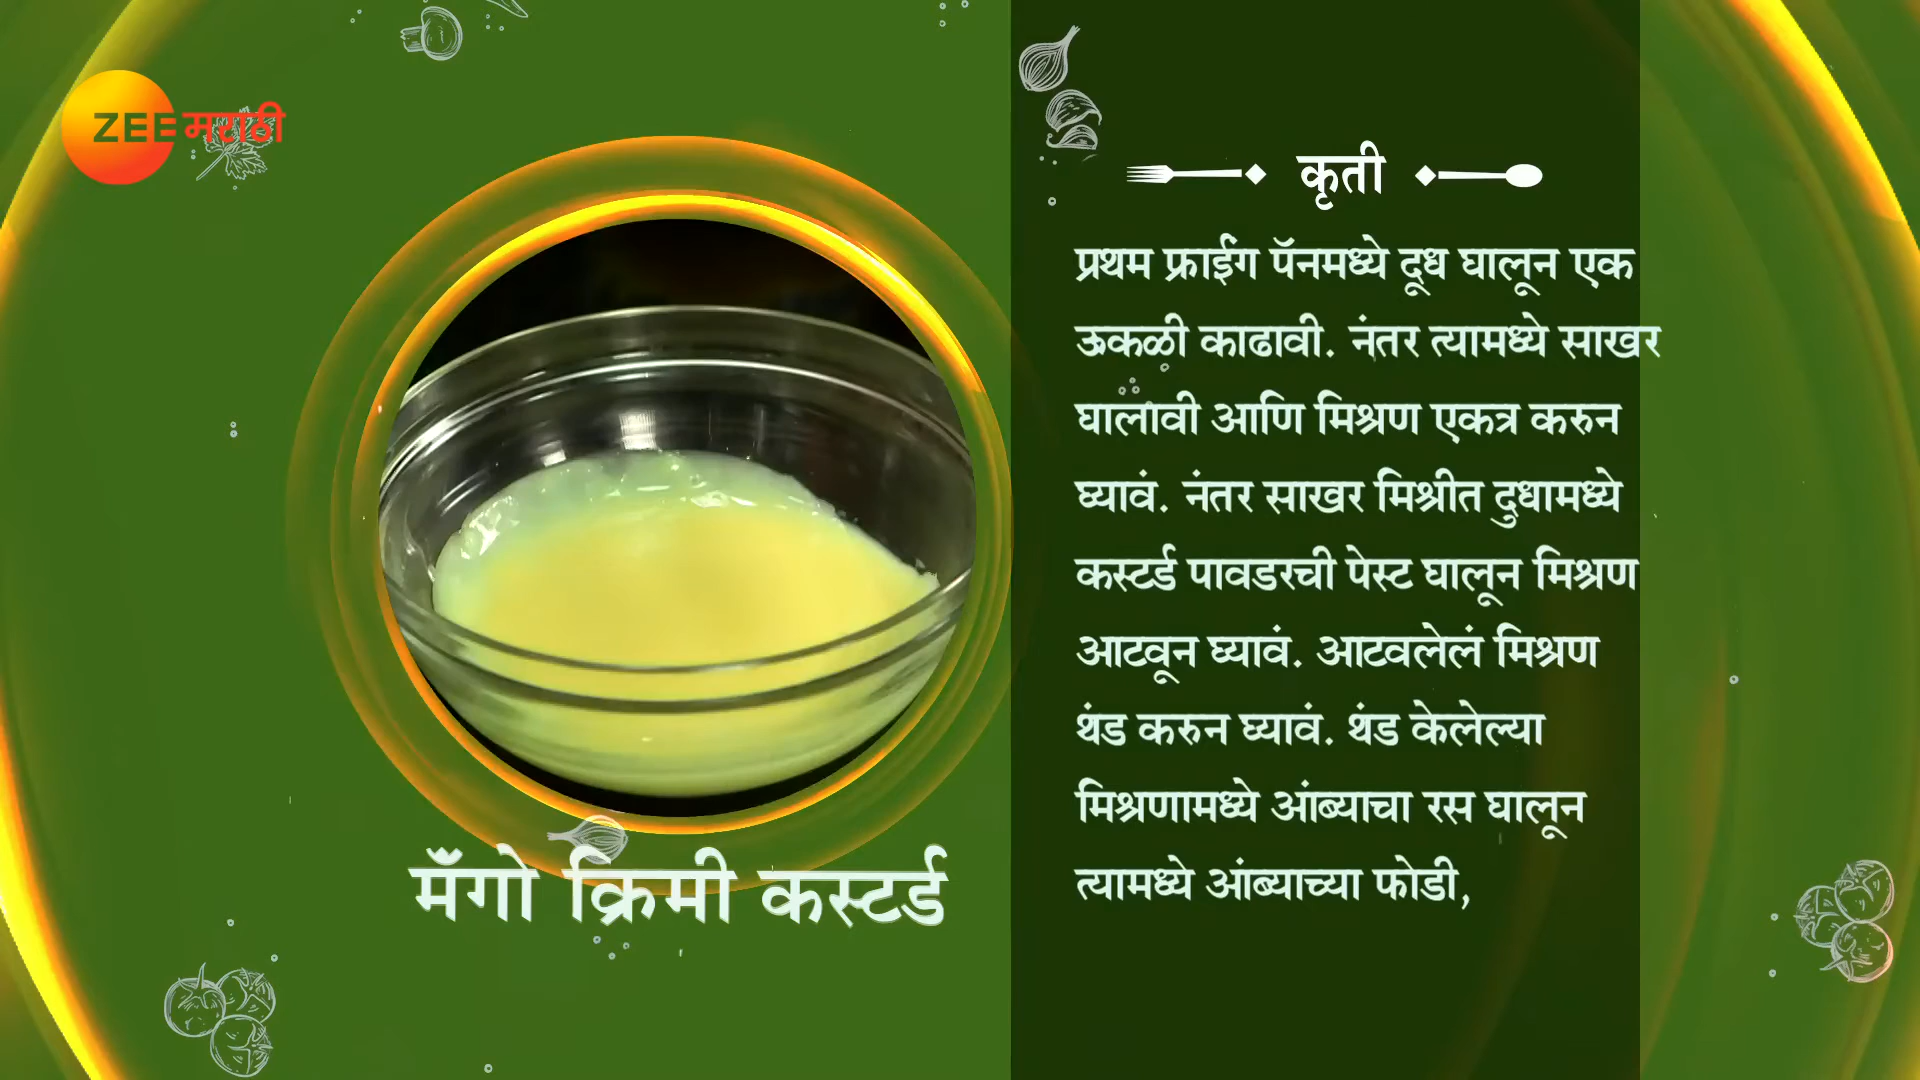 ZEE मराठी
मँगो क्रिमी कस्टर्ड
कृती
प्रथम फ्राईंग पॅनमध्ये दूध घालून एक
ऊकळी काढावी. नंतर त्यामध्ये साखर
घालावी आणि मिश्रण एकत्र करुन
घ्यावं. नंतर साखर मिश्रीत दुधामध्ये
कस्टर्ड पावडरची पेस्ट घालून मिश्रण
आटवून घ्यावं. आटवलेलं मिश्रण
थंड करुन घ्यावं. थंड केलेल्या
मिश्रणामध्ये आंब्याचा रस घालून
त्यामध्ये आंब्याच्या फोडी,